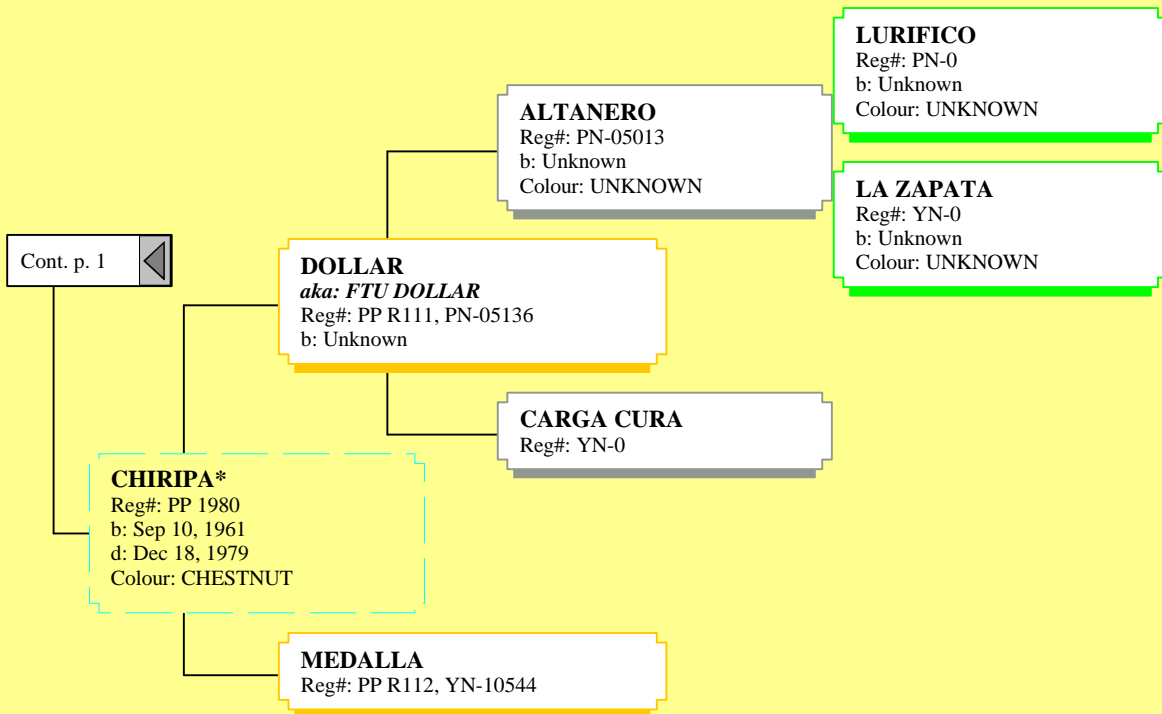 LURIFICO
Reg#: PN-0
b: Unknown
Colour: UNKNOWN
ALTANERO
Reg#: PN-05013
b: Unknown
Colour: UNKNOWN
LA ZAPATA
Reg#: YN-0
b: Unknown
Colour: UNKNOWN
Cont. p. 1
DOLLAR
aka: FTU DOLLAR
Reg#: PP R111, PN-05136
b: Unknown
CARGA CURA
Reg#: YN-0
CHIRIPA*
Reg#: PP 1980
b: Sep 10, 1961
d: Dec 18, 1979
Colour: CHESTNUT
MEDALLA
Reg#: PP R112, YN-10544